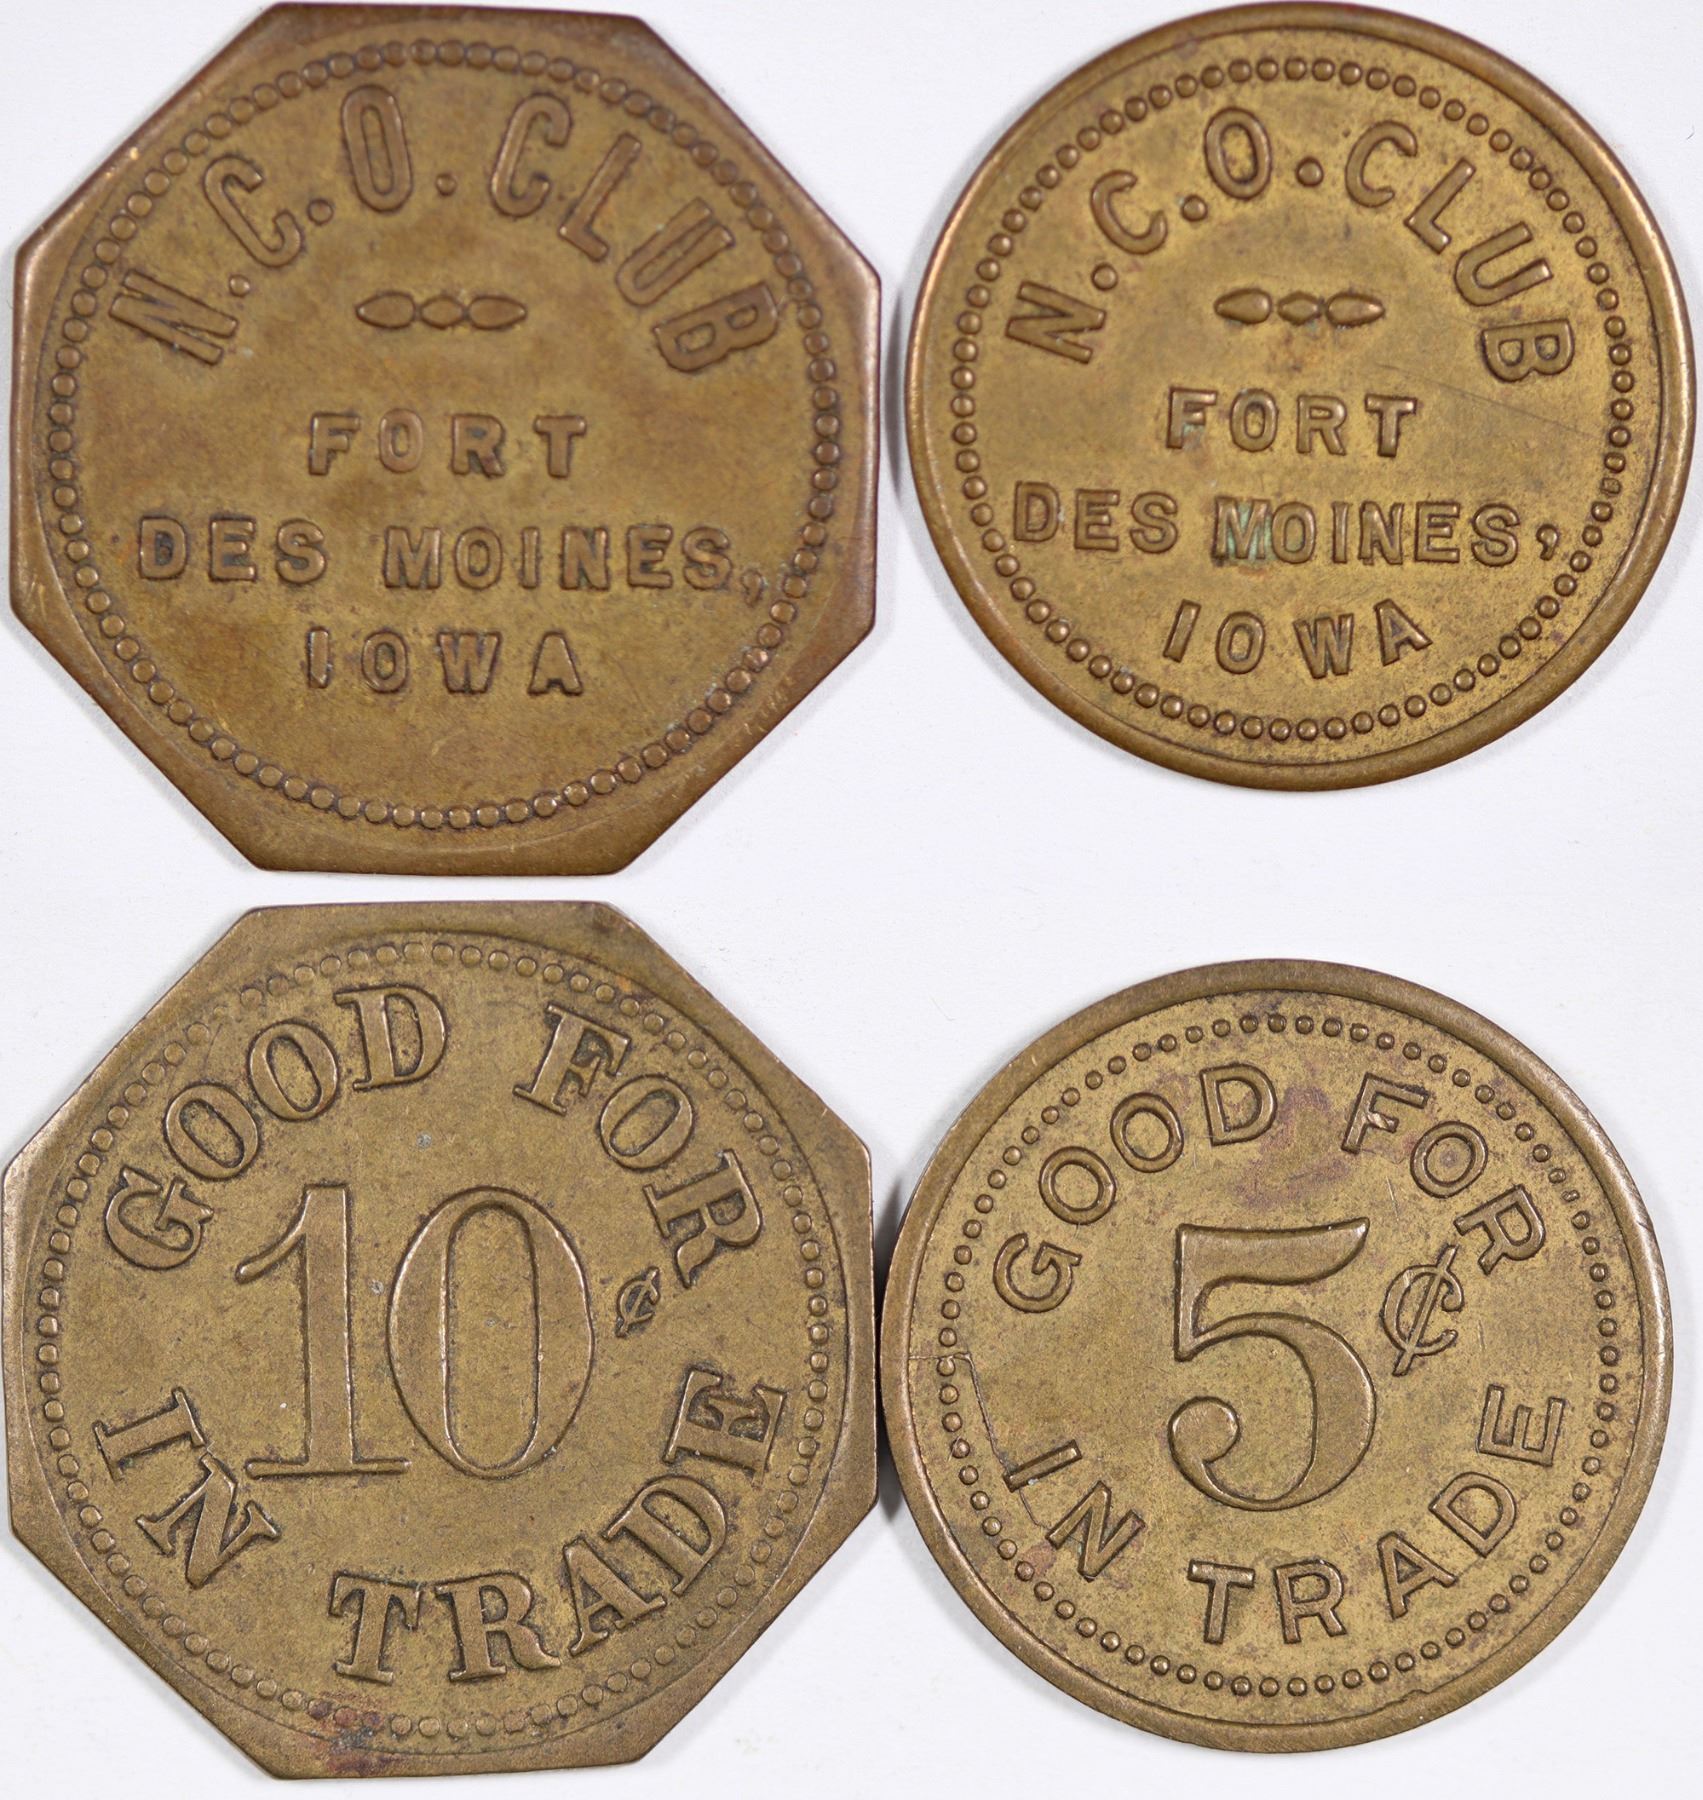 N.C.O.CLUB
FORT
DES MOINES,
IOWA
N.C.O.CLUB
FORT
DES MOINES,
IOWA
GOOD FOR
10¢
IN TRADE
GOOD FOR
5¢
IN TRADE